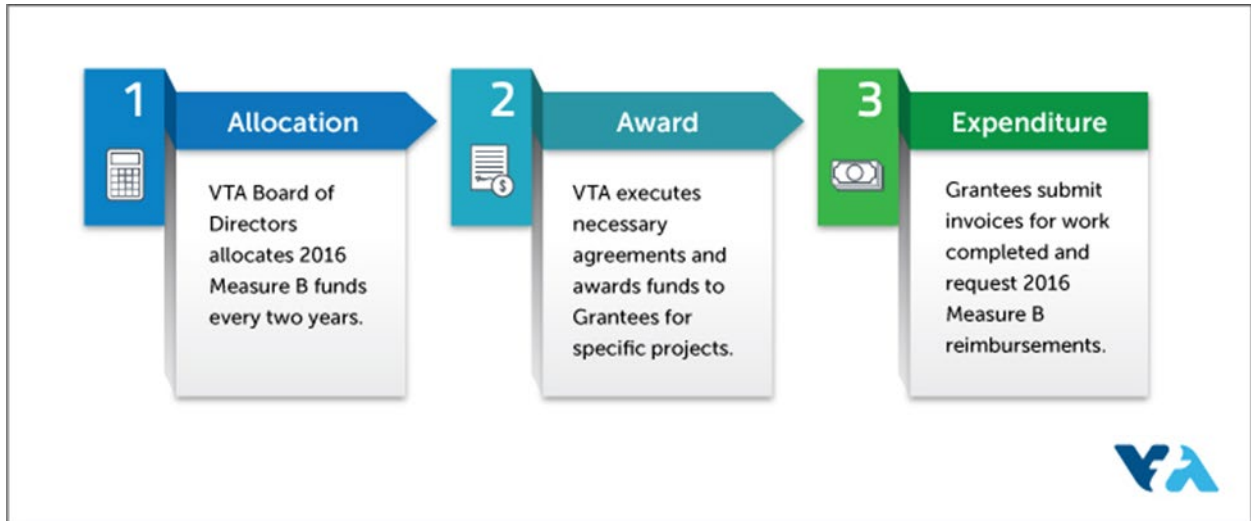 1
Allocation
VTA Board of
Directors
allocates 2016
Measure B funds
every two years.
2
Award
VTA executes
necessary
agreements and
awards funds to
Grantees for
specific projects.
3
Expenditure
Grantees submit
invoices for work
completed and
request 2016
Measure B
reimbursements.
$
VTA